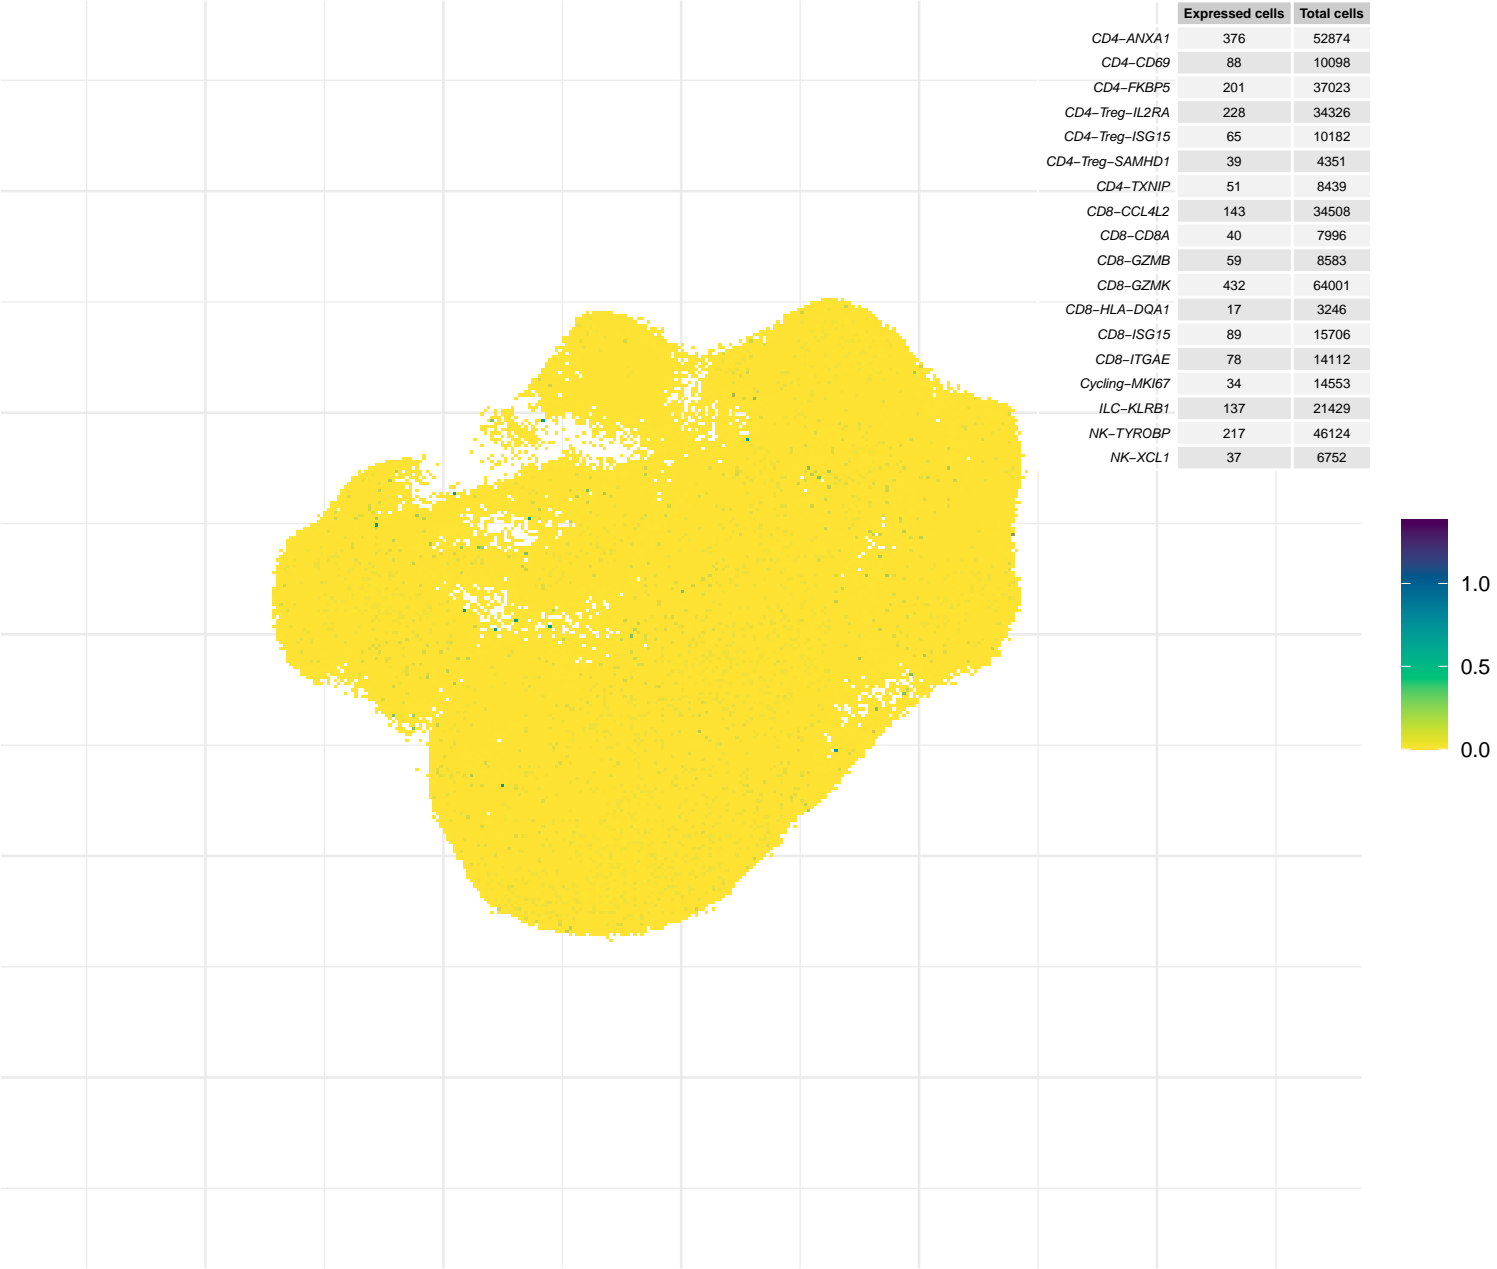 Expressed cells Total cells
CD4−ANXA1 376 52874
CD4−CD69 88 10098
CD4−FKBP5 201 37023
CD4−Treg−IL2RA 228 34326
CD4−Treg−ISG15 65 10182
CD4−Treg−SAMHD1 39 4351
CD4−TXNIP 51 8439
CD8−CCL4L2 143 34508
CD8−CD8A 40 7996
CD8−GZMB 59 8583
CD8−GZMK 432 64001
CD8−HLA−DQA1 17 3246
CD8−ISG15 89 15706
CD8−ITGAE 78 14112
Cycling−MKI67 34 14553
ILC−KLRB1 137 21429
NK−TYROBP 217 46124
NK−XCL1 37 6752
1.0
0.5
0.0